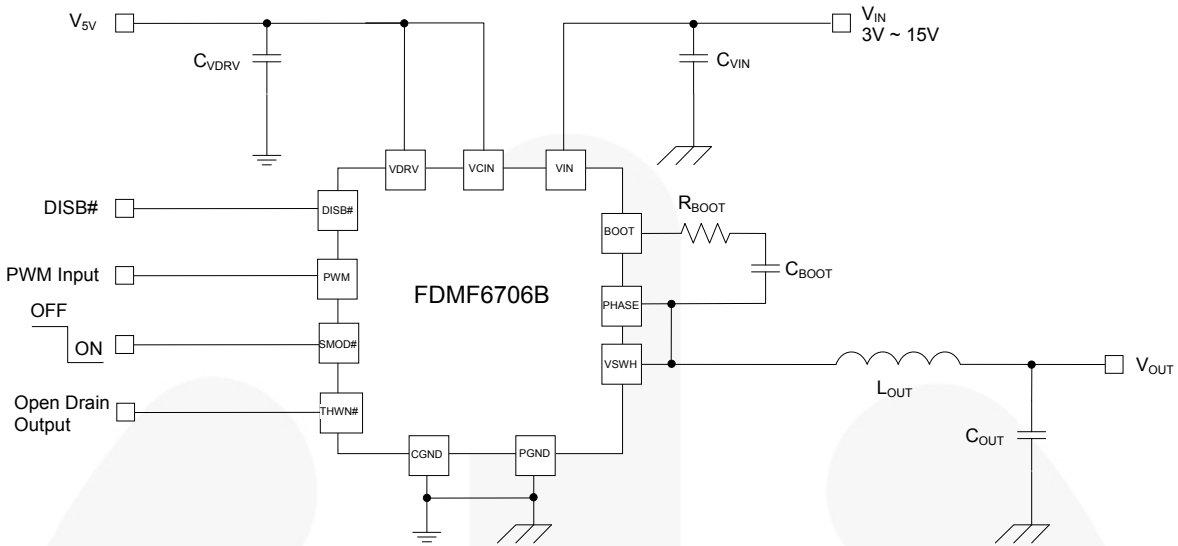 V5V
VIN
3V ~ 15V
CVDRV
CVIN
VDRV
VCIN
VIN
DISB#
DISB#
RBOOT
BOOT
CBOOT
PWM Input
PWM
FDMF6706B
PHASE
OFF
ON
SMOD#
VSWH
VOUT
LOUT
Open Drain
Output
THWN#
COUT
CGND
PGND